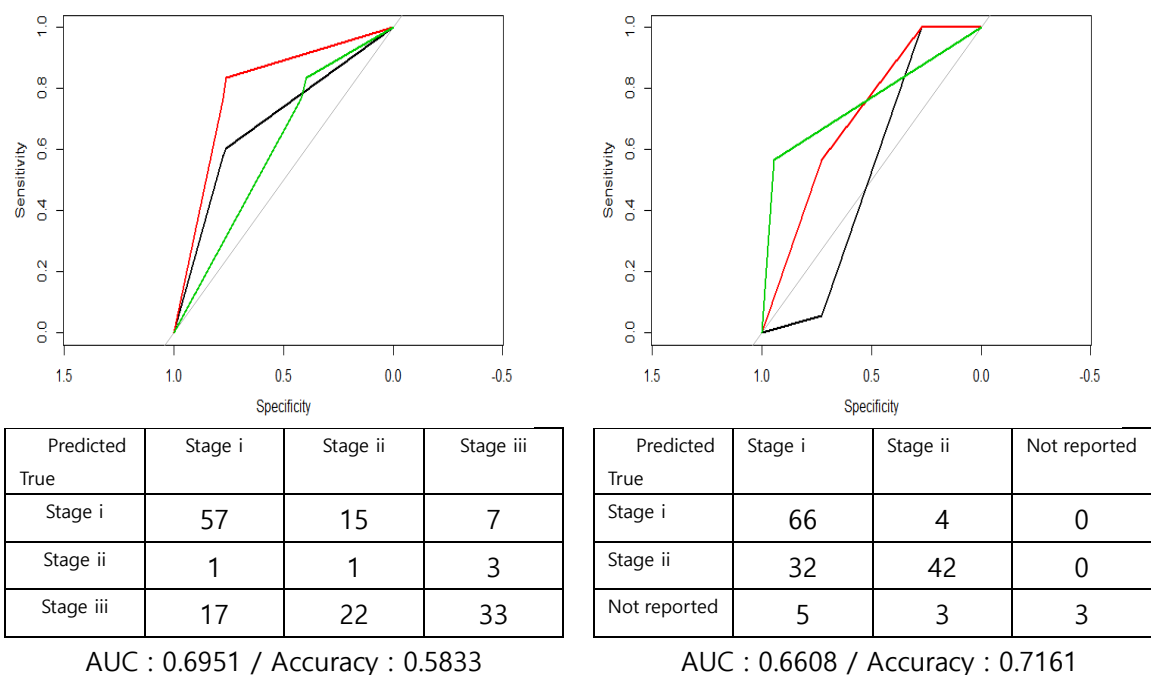 1.0
0.8
0.6
0.4
0.2
0.0
Sensitivity
1.5 1.0 0.5 0.0 -0.5
Specificity
1.0
0.8
0.6
0.4
0.2
0.0
Sensitivity
1.5 1.0 0.5 0.0 -0.5
Specificity
Predicted Stage i Stage ii Stage iii
True
Stage i 57 15 7
Stage ii 1 1 3
Stage iii 17 22 33
AUC : 0.6951 / Accuracy : 0.5833
Predicted Stage i Stage ii Not reported
True
Stage i 66 4 0
Stage ii 32 42 0
Not reported 5 3 3
AUC : 0.6608 / Accuracy : 0.7161